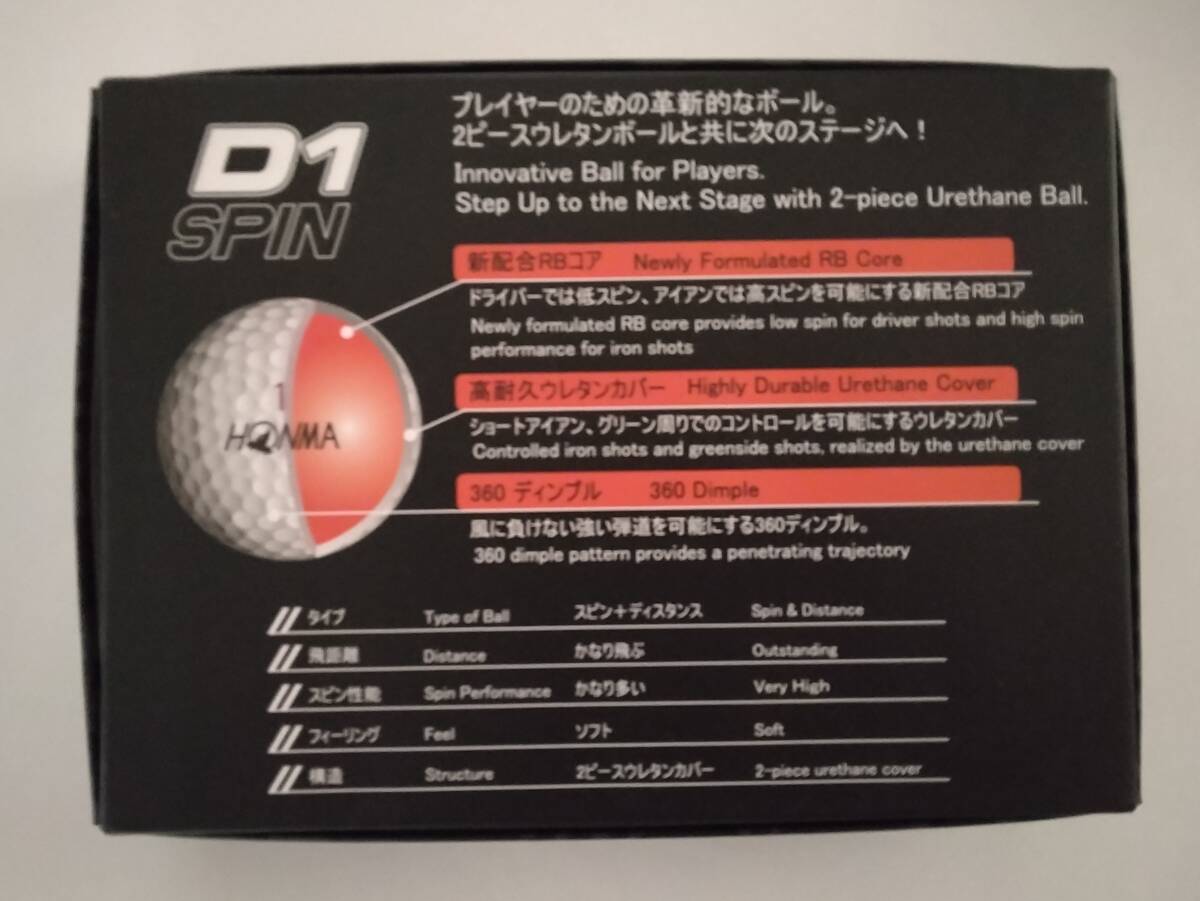 D1
SPIN
プレイヤーのための革新的なボール。
2ピースウレタンボールと共に次のステージへ！
Innovative Ball for Players.
Step Up to the Next Stage with 2-piece Urethane Ball.
新配合RBコア Newly Formulated RB Core
ドライバーでは低スピン、アイアンでは高スピンを可能にする新配合RBコア
Newly formulated RB core provides low spin for driver shots and high spin
performance for iron shots
1
HONMA
高耐久ウレタンカバー Highly Durable Urethane Cover
ショートアイアン、グリーン周りでのコントロールを可能にするウレタンカバー
Controlled iron shots and greenside shots, realized by the urethane cover
360 ディンプル 360 Dimple
風に負けない強い弾道を可能にする360ディンプル。
360 dimple pattern provides a penetrating trajectory
タイプ Type of Ball スピン＋ディスタンス Spin & Distance
飛距離 Distance かなり飛ぶ Outstanding
スピン性能 Spin Performance かなり多い Very High
フィーリング Feel ソフト Soft
構造 Structure 2ピースウレタンカバー 2-piece urethane cover